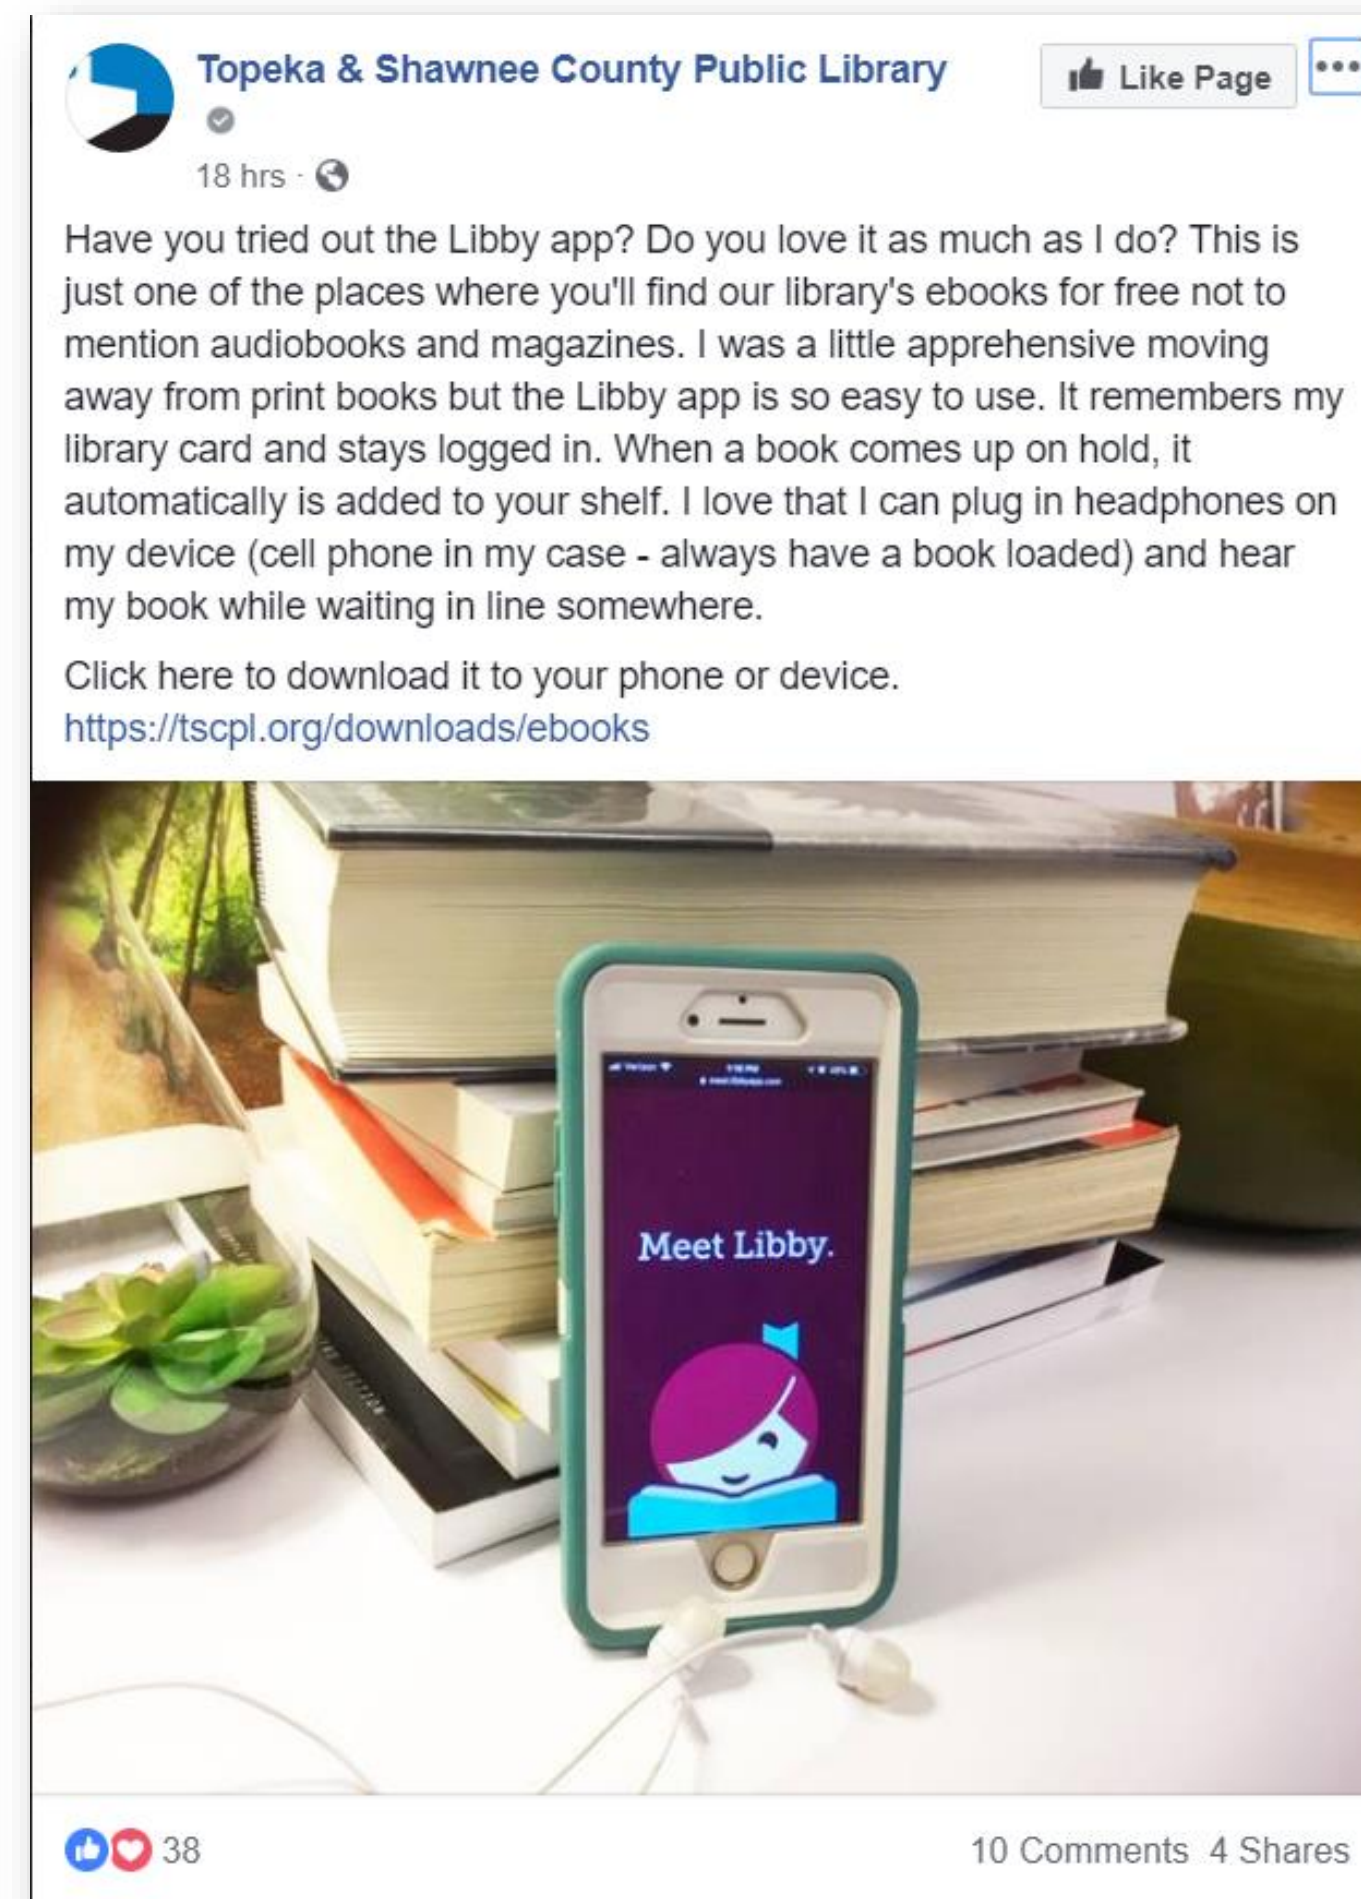 Topeka & Shawnee County Public Library
Like Page
18 hrs ·
Have you tried out the Libby app? Do you love it as much as I do? This is
just one of the places where you'll find our library's ebooks for free not to
mention audiobooks and magazines. I was a little apprehensive moving
away from print books but the Libby app is so easy to use. It remembers my
library card and stays logged in. When a book comes up on hold, it
automatically is added to your shelf. I love that I can plug in headphones on
my device (cell phone in my case - always have a book loaded) and hear
my book while waiting in line somewhere.
Click here to download it to your phone or device.
https://tscpl.org/downloads/ebooks
Meet Libby.
38
10 Comments 4 Shares